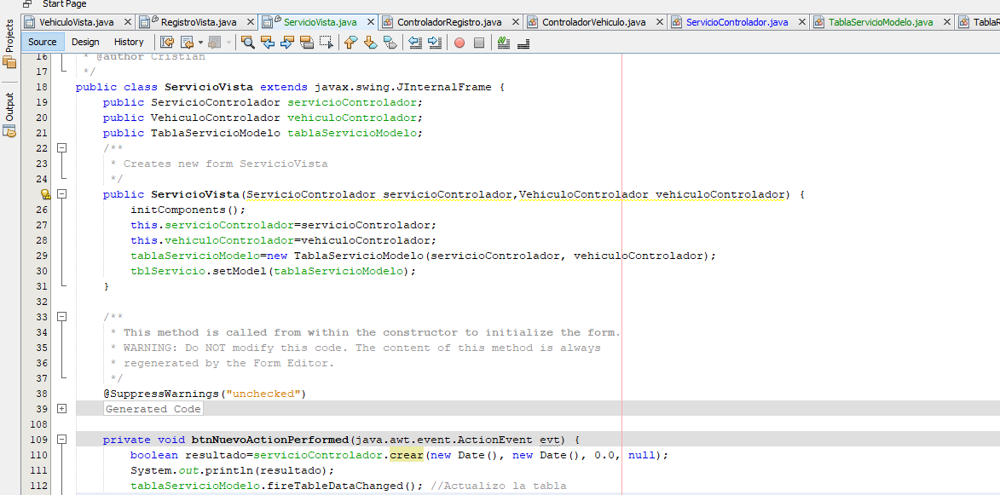 Start Page
VehiculoVista.java
RegistroVista.java
ServicioVista.java
ControladorRegistro.java
ControladorVehiculo.java
ServicioControlador.java
TablaServicioModelo.java
Projects
Output
Source Design History
16 * @author Cristian
17 */
18 public class ServicioVista extends javax.swing.JInternalFrame {
19 public ServicioControlador servicioControlador;
20 public VehiculoControlador vehiculoControlador;
21 public TablaServicioModelo tablaServicioModelo;
22 /**
23 * Creates new form ServicioVista
24 */
public ServicioVista(ServicioControlador servicioControlador,VehiculoControlador vehiculoControlador) {
26 initComponents();
27 this.servicioControlador=servicioControlador;
28 this.vehiculoControlador=vehiculoControlador;
29 tablaServicioModelo=new TablaServicioModelo(servicioControlador, vehiculoControlador);
30 tblServicio.setModel(tablaServicioModelo);
31 }
32
33 /**
34 * This method is called from within the constructor to initialize the form.
35 * WARNING: Do NOT modify this code. The content of this method is always
36 * regenerated by the Form Editor.
37 */
38 @SuppressWarnings("unchecked")
39 Generated Code
108
109 private void btnNuevoActionPerformed(java.awt.event.ActionEvent evt) {
110 boolean resultado=servicioControlador.crear(new Date(), new Date(), 0.0, null);
111 System.out.println(resultado);
112 tablaServicioModelo.fireTableDataChanged(); //Actualizo la tabla